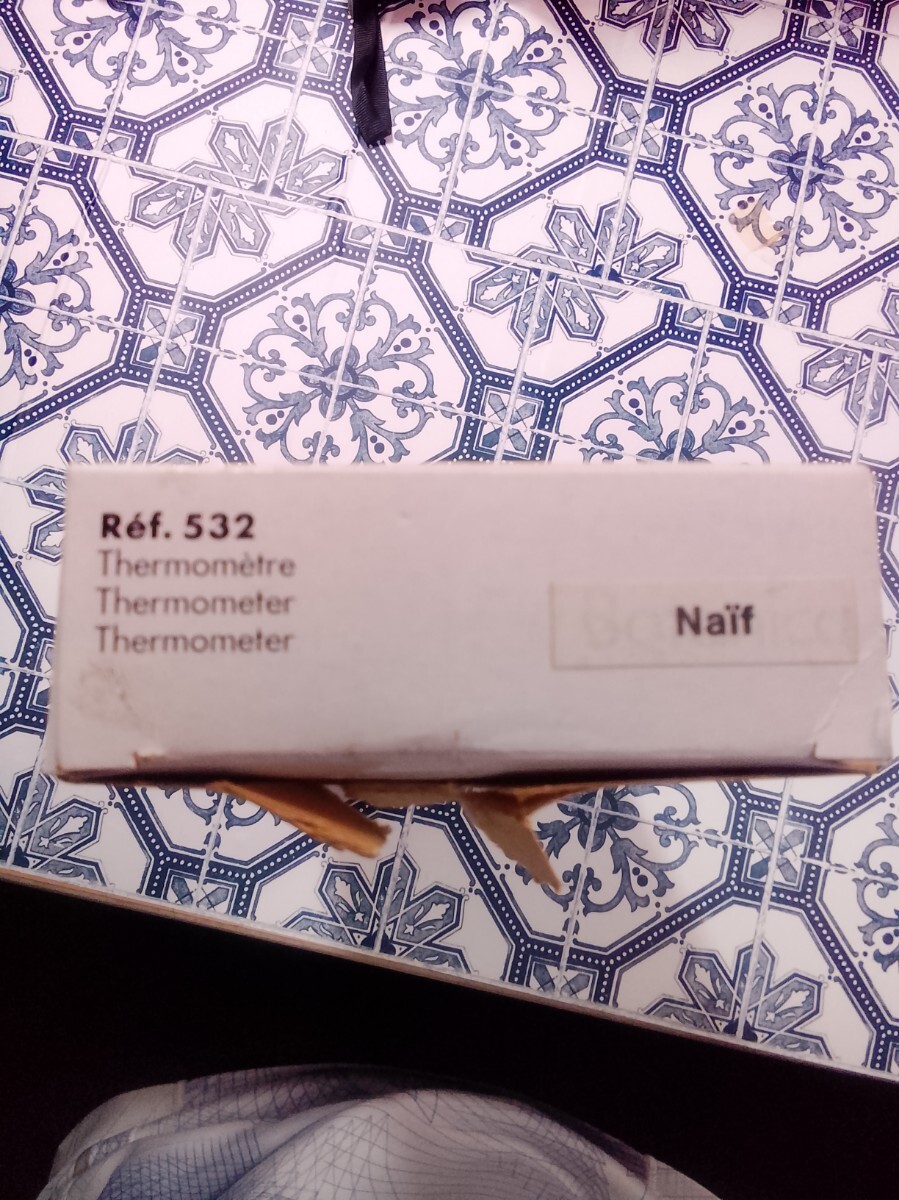 Réf. 532
Thermomètre
Thermometer
Thermometer
Naïf